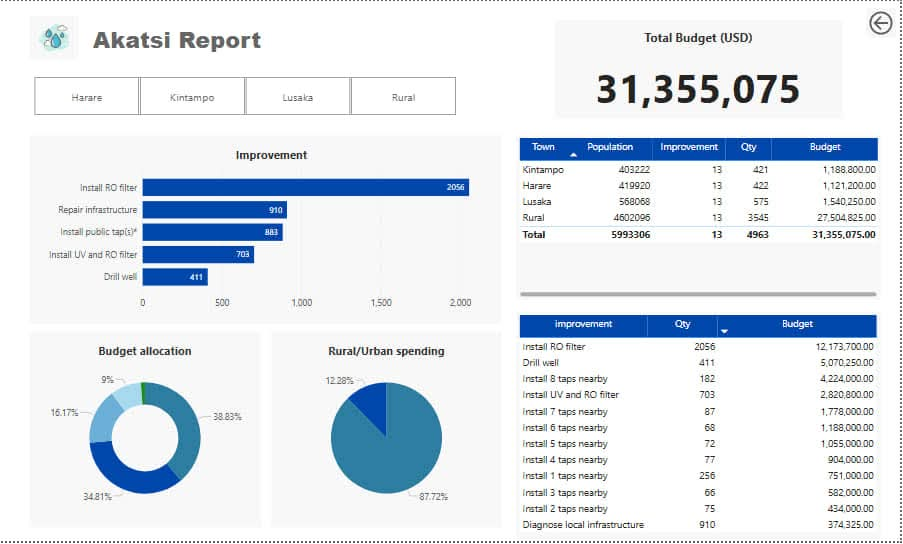 Akatsi Report
Total Budget (USD)
31,355,075
Harare Kintampo Lusaka Rural
Improvement
Install RO filter 2056
Repair infrastructure 910
Install public tap(s)* 883
Install UV and RO filter 703
Drill well 411
0 500 1,000 1,500 2,000
Town Population Improvement Qty Budget
Kintampo 403222 13 421 1,188,800.00
Harare 419920 13 422 1,121,200.00
Lusaka 568068 13 575 1,540,250.00
Rural 4602096 13 3545 27,504,825.00
Total 5993306 13 4963 31,355,075.00
Budget allocation
9%
16.17%
38.83%
34.81%
Rural/Urban spending
12.28%
87.72%
improvement Qty Budget
Install RO filter 2056 12,173,700.00
Drill well 411 5,070,250.00
Install 8 taps nearby 182 4,224,000.00
Install UV and RO filter 703 2,820,800.00
Install 7 taps nearby 87 1,778,000.00
Install 6 taps nearby 68 1,188,000.00
Install 5 taps nearby 72 1,055,000.00
Install 4 taps nearby 77 904,000.00
Install 1 taps nearby 256 751,000.00
Install 3 taps nearby 66 582,000.00
Install 2 taps nearby 75 434,000.00
Diagnose local infrastructure 910 374,325.00